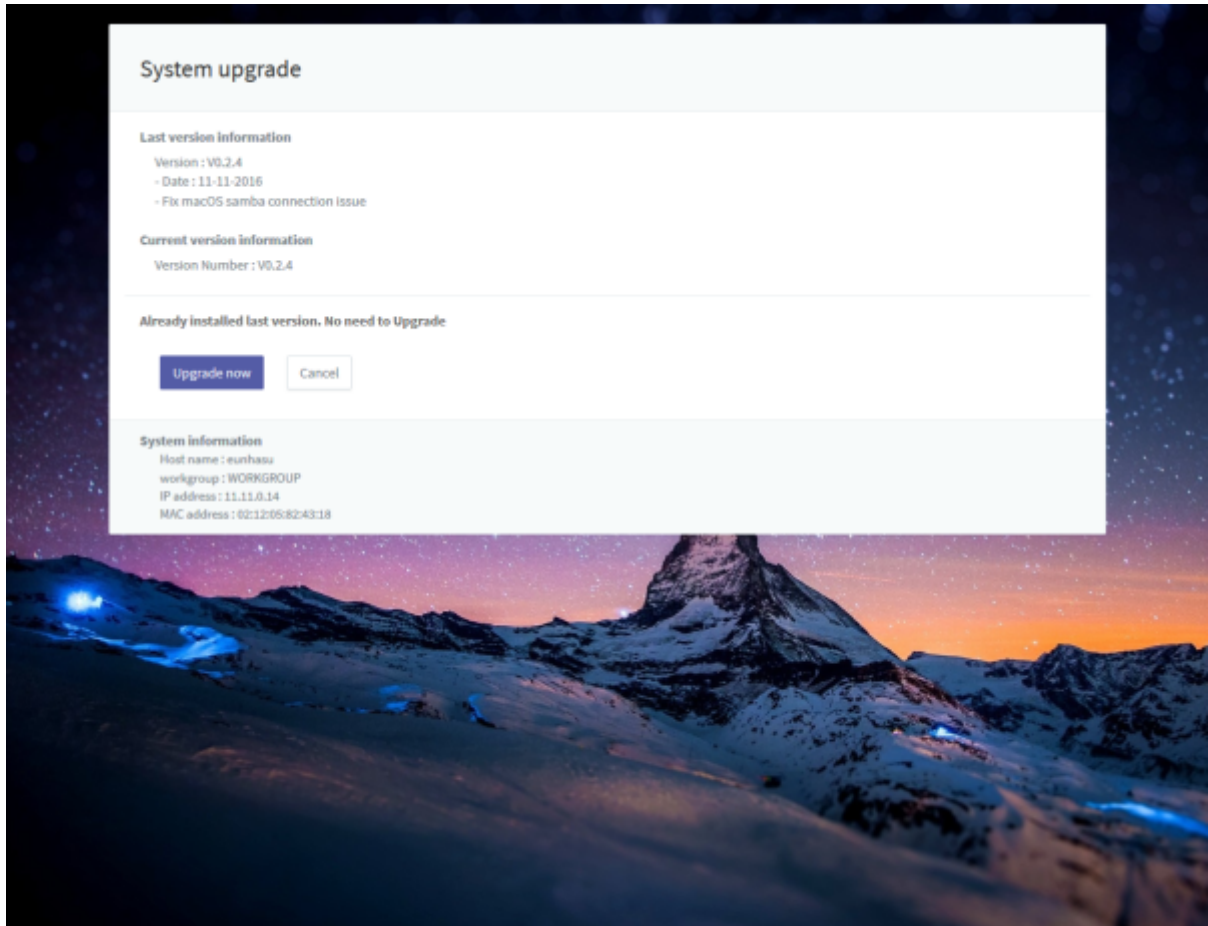 System upgrade
Last version information
Version : V0.2.4
- Date : 11-11-2016
- Fix macOS samba connection issue
Current version information
Version Number : V0.2.4
Already installed last version. No need to Upgrade
Upgrade now
Cancel
System information
Host name : eunhasu
workgroup : WORKGROUP
IP address : 11.11.0.14
MAC address : 02:12:05:82:43:18